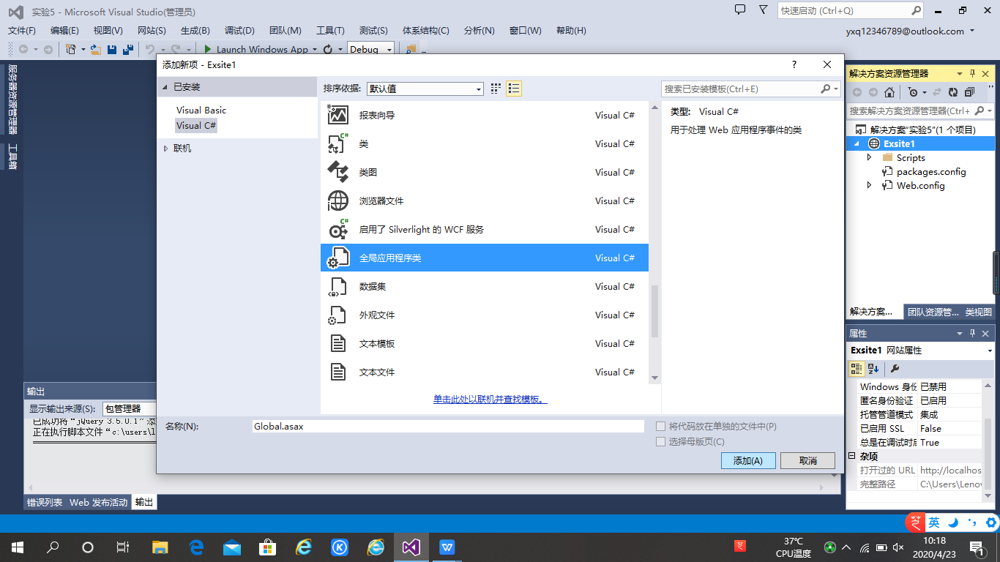 实验5 - Microsoft Visual Studio(管理员)
快速启动 (Ctrl+Q)
文件(F) 编辑(E) 视图(V) 网站(S) 生成(B) 调试(D) 团队(M) 工具(T) 测试(S) 体系结构(C) 分析(N) 窗口(W) 帮助(H)
yxq12346789@outlook.com
Launch Windows App
Debug
服务器资源管理器
工具箱
添加新项 - Exsite1
?
已安装
Visual Basic
Visual C#
联机
排序依据: 默认值
搜索已安装模板(Ctrl+E)
报表向导 Visual C#
类 Visual C#
类图 Visual C#
浏览器文件 Visual C#
启用了 Silverlight 的 WCF 服务 Visual C#
全局应用程序类 Visual C#
数据集 Visual C#
外观文件 Visual C#
文本模板 Visual C#
文本文件 Visual C#
单击此处以联机并查找模板。
类型: Visual C#
用于处理 Web 应用程序事件的类
名称(N): Global.asax
将代码放在单独的文件中(P)
选择母版页(C)
添加(A) 取消
解决方案资源管理器
搜索解决方案资源管理器(Ctrl+
解决方案"实验5"(1 个项目)
Exsite1
Scripts
packages.config
Web.config
解决方案... 团队资源管... 类视图
属性
Exsite1 网站属性
Windows 身份 已禁用
匿名身份验证 已启用
托管管道模式 集成
已启用 SSL False
总是在调试时启 True
杂项
打开过的 URL http://localhos
完整路径 C:\Users\Lenov
输出
显示输出来源(S): 包管理器
已成功将“jQuery 3.5.0.1”添
正在执行脚本文件“c:\users\l
错误列表 Web 发布活动 输出
英
37℃
CPU温度
10:18
2020/4/23
1